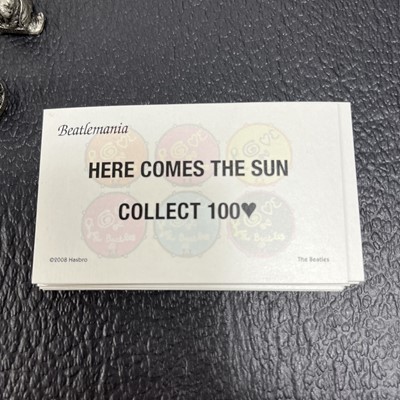 Beatlemania
HERE COMES THE SUN
COLLECT 100♥
©2008 Hasbro The Beatles